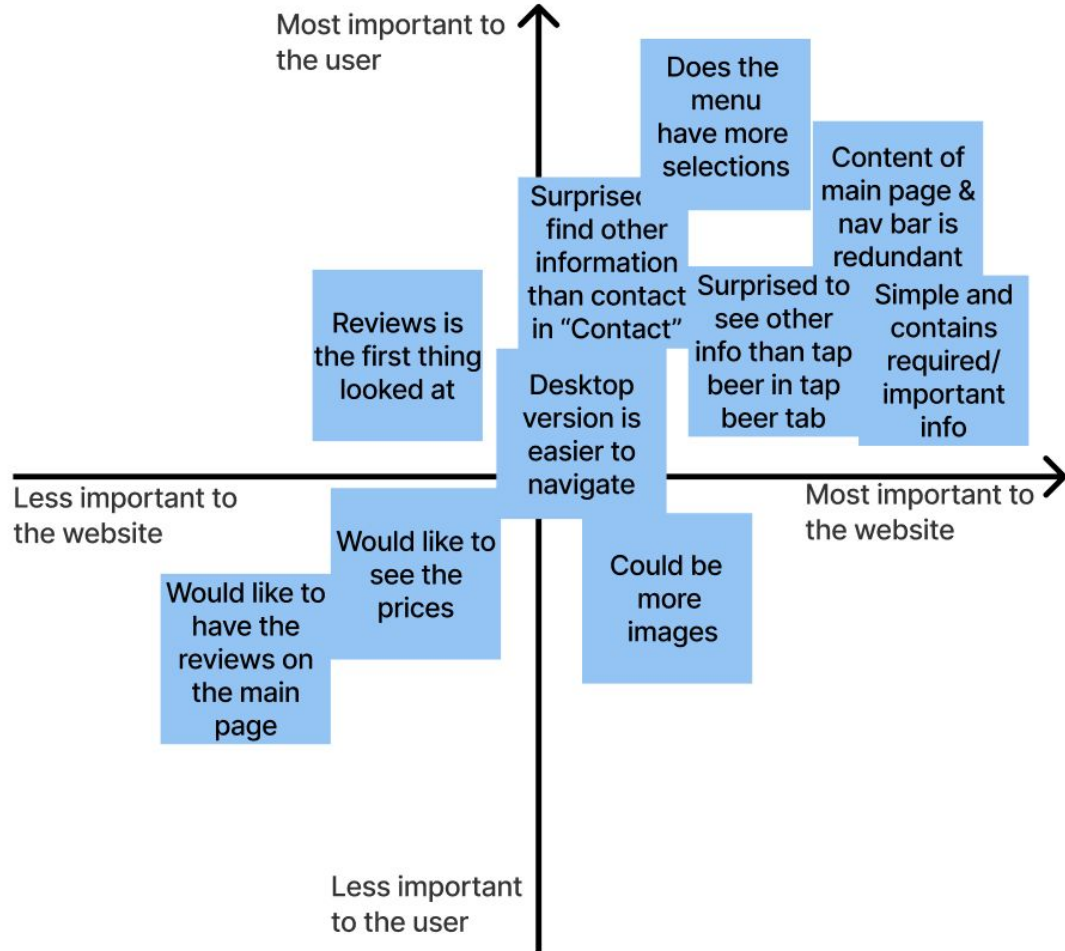 Most important to
the user
Does the
menu
have more
selections
Content of
main page &
nav bar is
redundant
Surprised
find other
information
than contact
in “Contact”
Surprised to
see other
info than tap
beer in tap
beer tab
Simple and
contains
required/
important
info
Reviews is
the first thing
looked at
Desktop
version is
easier to
navigate
Less important to
the website
Most important to
the website
Would like to
see the
prices
Could be
more
images
Would like to
have the
reviews on
the main
page
Less important
to the user